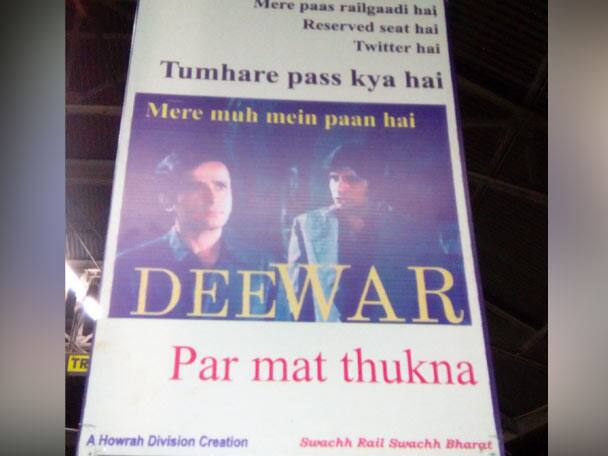 Mere paas railgaadi hai
Reserved seat hai
Twitter hai
Tumhare pass kya hai
Mere muh mein paan hai
DEEWAR
Par mat thukna
A Howrah Division Creation
Swachh Rail Swachh Bharat
TR